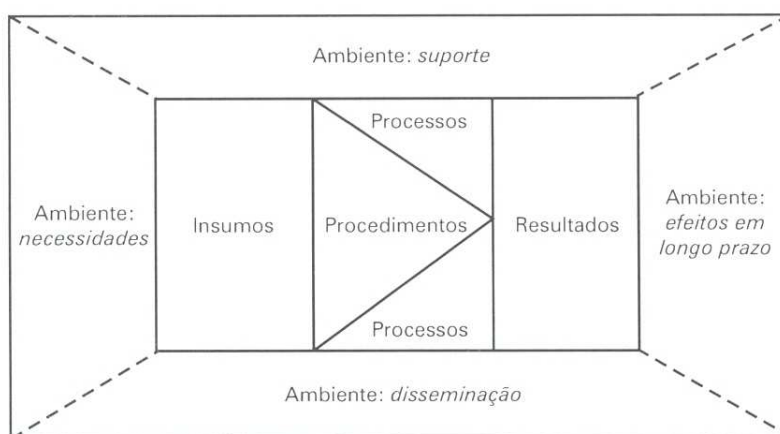 Ambiente: suporte
Processos
Ambiente:
necessidades
Insumos
Procedimentos
Resultados
Ambiente:
efeitos em
longo prazo
Processos
Ambiente: disseminação